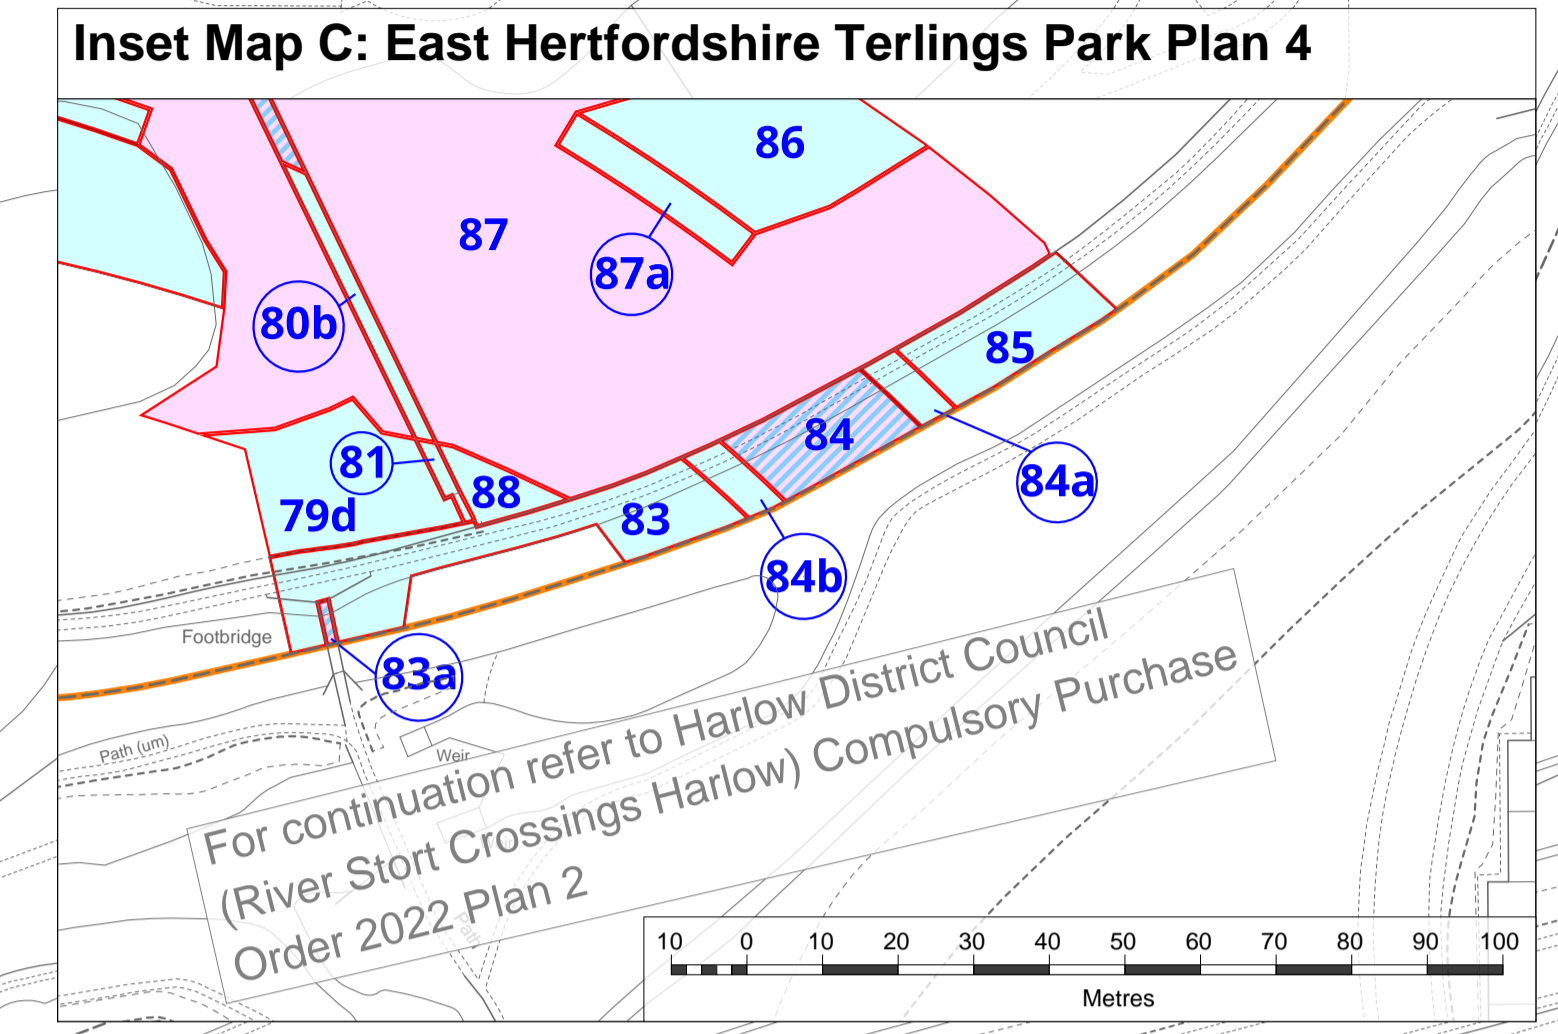 Inset Map C: East Hertfordshire Terlings Park Plan 4
86
87
87a
80b
85
84
81
88
84a
79d
83
84b
Footbridge
83a
Path (um)
Weir
For continuation refer to Harlow District Council
(River Stort Crossings Harlow) Compulsory Purchase
Order 2022 Plan 2
Path
10 0 10 20 30 40 50 60 70 80 90 100
Metres